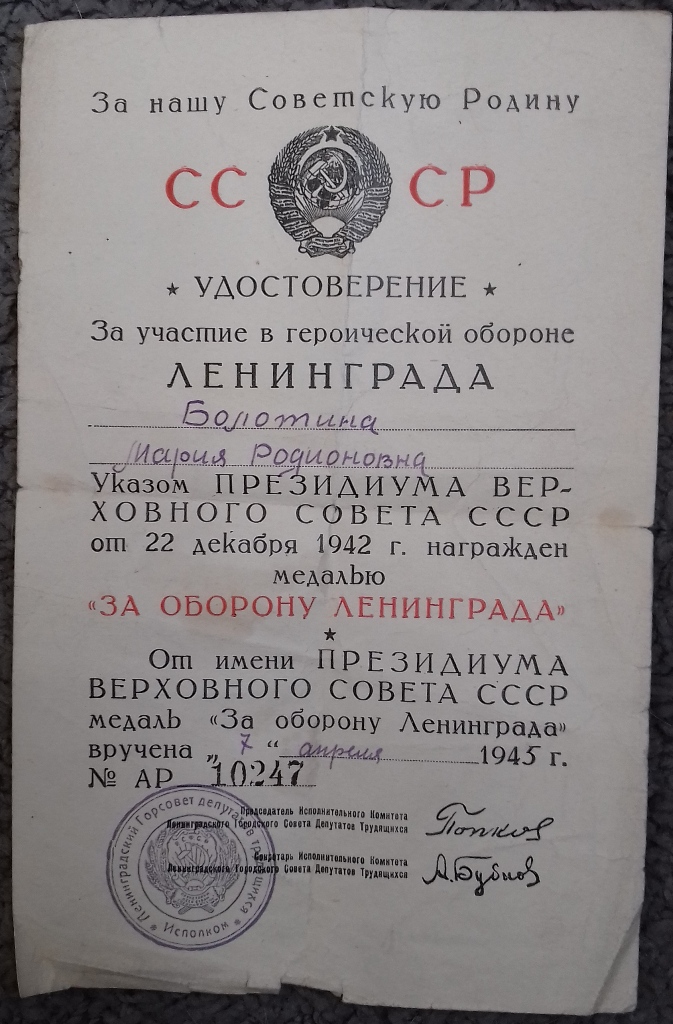 За нашу Советскую Родину
СС СР
★ УДОСТОВЕРЕНИЕ ★
За участие в героической обороне
ЛЕНИНГРАДА
Болотина
Мария Родионовна
Указом ПРЕЗИДИУМА ВЕР-
ХОВНОГО СОВЕТА СССР
от 22 декабря 1942 г. награжден
медалью
«ЗА ОБОРОНУ ЛЕНИНГРАДА»
★
От имени ПРЕЗИДИУМА
ВЕРХОВНОГО СОВЕТА СССР
медаль «За оборону Ленинграда»
вручена „7“ апреля 1945 г.
№ АР 10247
Председатель Исполнительного Комитета
Ленинградского Городского Совета Депутатов Трудящихся
Попков
Секретарь Исполнительного Комитета
Ленинградского Городского Совета Депутатов Трудящихся
А.Бубнов
Ленинградский Горсовет депутатов трудящихся
★ Исполком ★